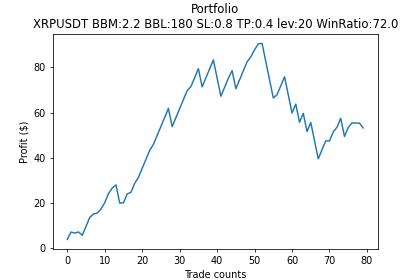 Portfolio
XRPUSDT BBM:2.2 BBL:180 SL:0.8 TP:0.4 lev:20 WinRatio:72.0
Profit ($)
80
60
40
20
0
0 10 20 30 40 50 60 70 80
Trade counts